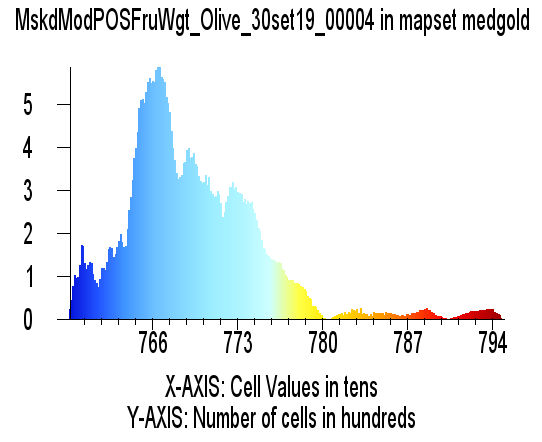 MskdModPOSFruWgt_Olive_30set19_00004 in mapset medgold
5
4
3
2
1
0
766 773 780 787 794
X-AXIS: Cell Values in tens
Y-AXIS: Number of cells in hundreds